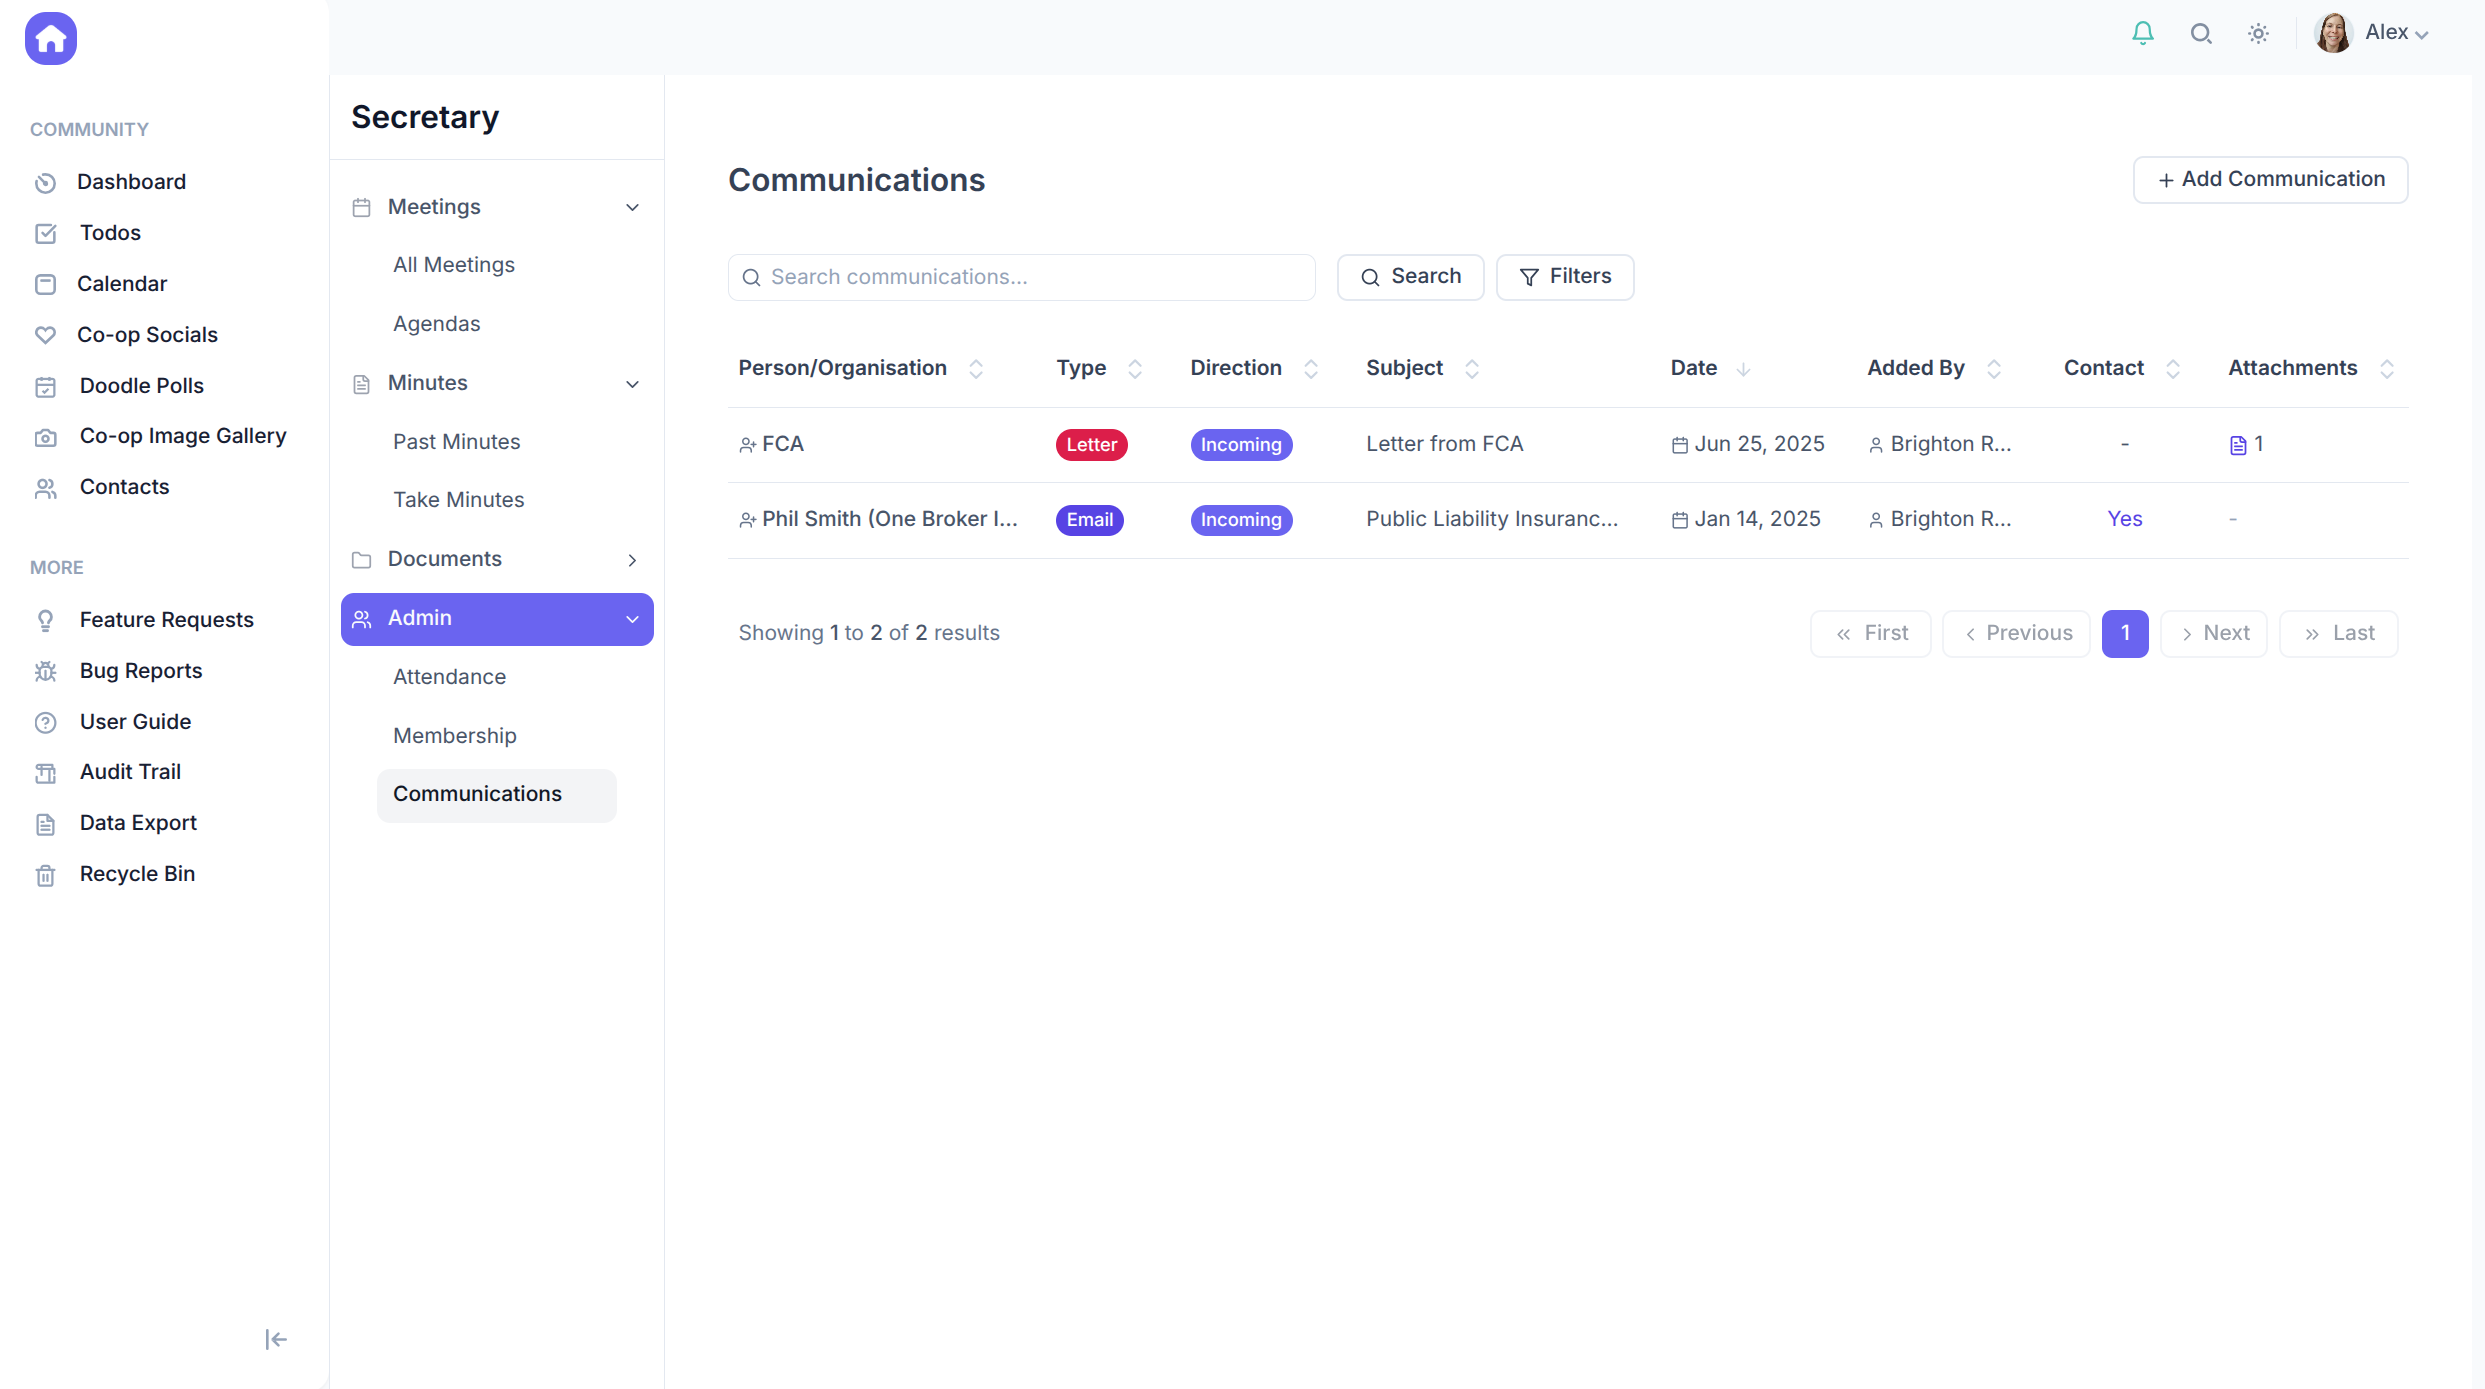 Alex
COMMUNITY
Dashboard
Todos
Calendar
Co-op Socials
Doodle Polls
Co-op Image Gallery
Contacts
MORE
Feature Requests
Bug Reports
User Guide
Audit Trail
Data Export
Recycle Bin
Secretary
Meetings
All Meetings
Agendas
Minutes
Past Minutes
Take Minutes
Documents
Admin
Attendance
Membership
Communications
Communications
+ Add Communication
Search communications...
Search
Filters
Person/Organisation Type Direction Subject Date Added By Contact Attachments
FCA Letter Incoming Letter from FCA Jun 25, 2025 Brighton R... - 1
Phil Smith (One Broker I... Email Incoming Public Liability Insuranc... Jan 14, 2025 Brighton R... Yes -
Showing 1 to 2 of 2 results
« First ‹ Previous 1 › Next » Last